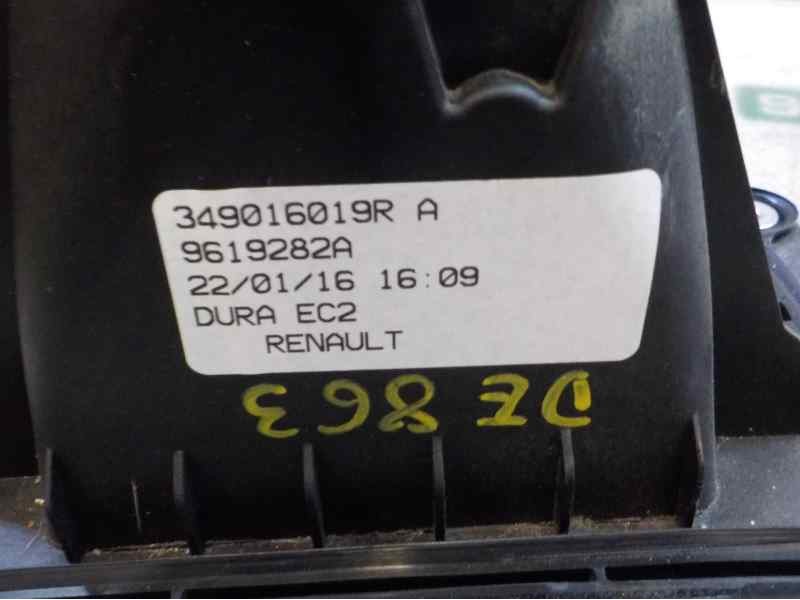 349016019R A
9619282A
22/01/16 16:09
DURA EC2
RENAULT